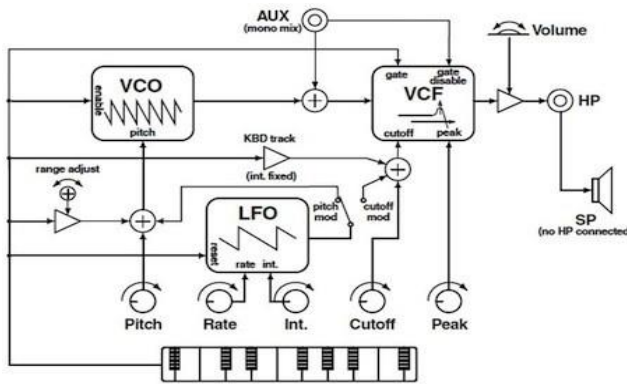 AUX
(mono mix)
Volume
VCO
enable
pitch
gate
gate
disable
VCF
cutoff
peak
HP
KBD track
(int. fixed)
range adjust
pitch
mod
cutoff
mod
LFO
reset
rate
int.
SP
(no HP connected)
Pitch
Rate
Int.
Cutoff
Peak